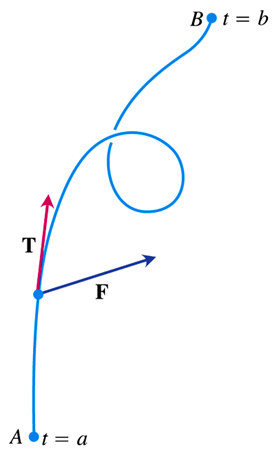 B t = b
T
F
A t = a